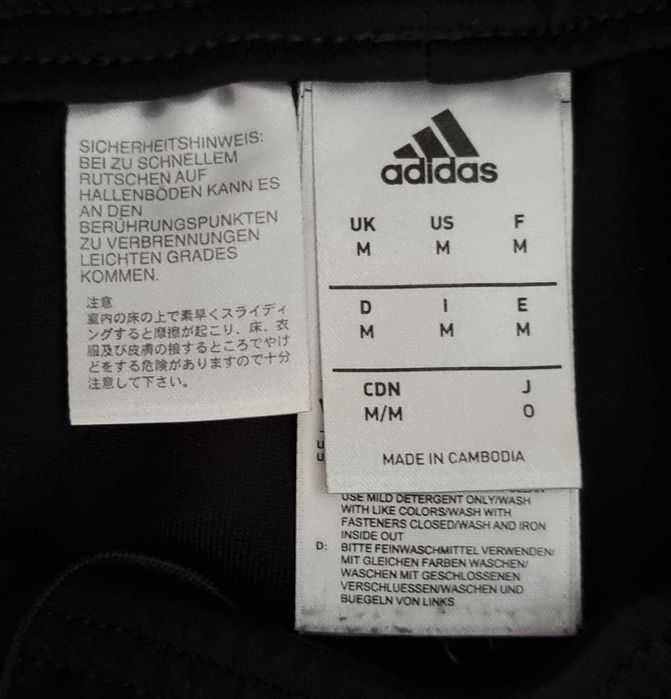 SICHERHEITSHINWEIS:
BEI ZU SCHNELLEM
RUTSCHEN AUF
HALLENBÖDEN KANN ES
AN DEN
BERÜHRUNGSPUNKTEN
ZU VERBRENNUNGEN
LEICHTEN GRADES
KOMMEN.
注意
室内の床の上で素早くスライディ
ングすると摩擦が起こり、床、衣
服及び皮膚の接するところでやけ
どをする危険がありますので十分
注意して下さい。
adidas
UK US F
M M M
D I E
M M M
CDN J
M/M O
MADE IN CAMBODIA
USE MILD DETERGENT ONLY/WASH
WITH LIKE COLORS/WASH WITH
FASTENERS CLOSED/WASH AND IRON
INSIDE OUT
D: BITTE FEINWASCHMITTEL VERWENDEN/
MIT GLEICHEN FARBEN WASCHEN/
WASCHEN MIT GESCHLOSSENEN
VERSCHLUESSEN/WASCHEN UND
BUEGELN VON LINKS